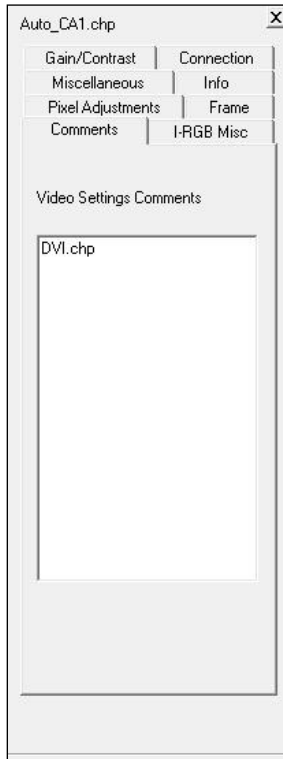 Auto_CA1.chp X
Gain/Contrast Connection
Miscellaneous Info
Pixel Adjustments Frame
Comments I-RGB Misc
Video Settings Comments
DVI.chp